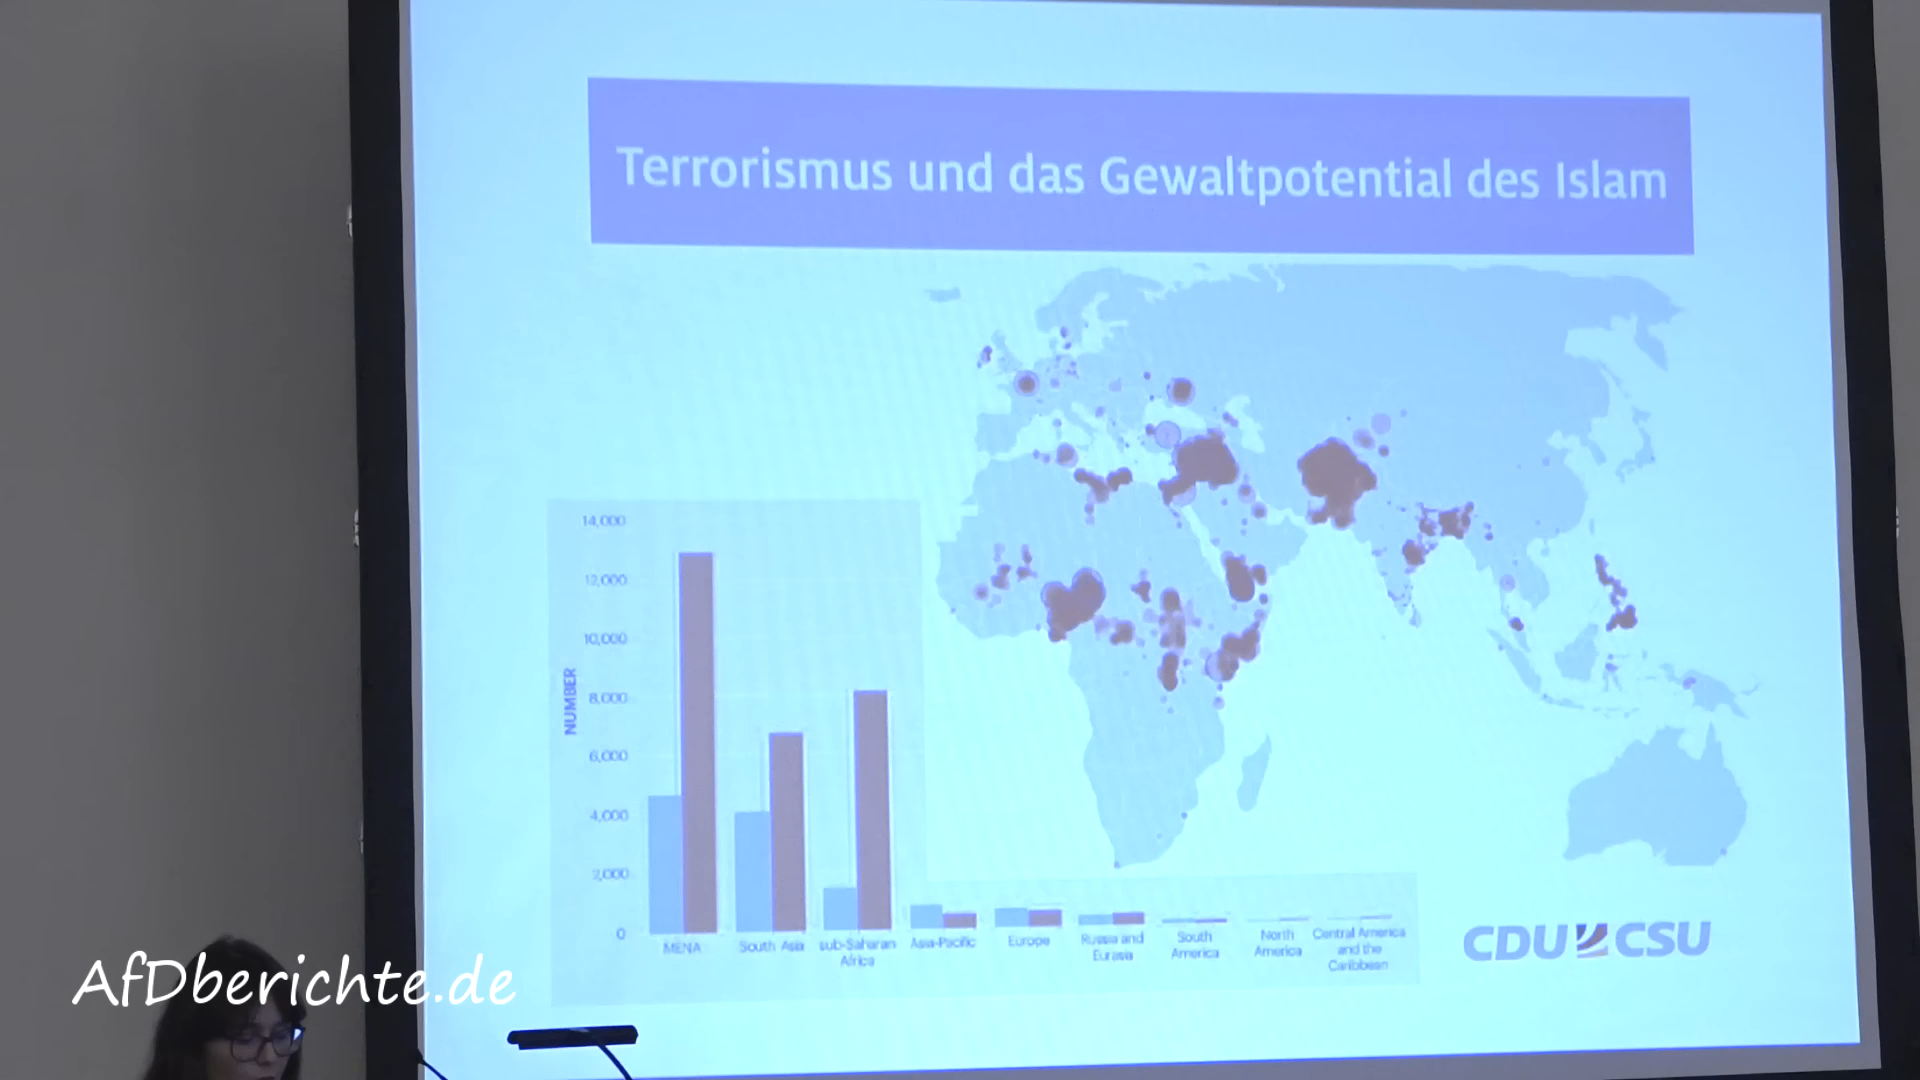 Terrorismus und das Gewaltpotential des Islam
14,000
12,000
10,000
8,000
6,000
4,000
2,000
0
NUMBER
MENA
South Asia
sub-Saharan
Africa
Asia-Pacific
Europe
Russia and
Eurasia
South
America
North
America
Central America
and the
Caribbean
CDU CSU
AfDberichte.de